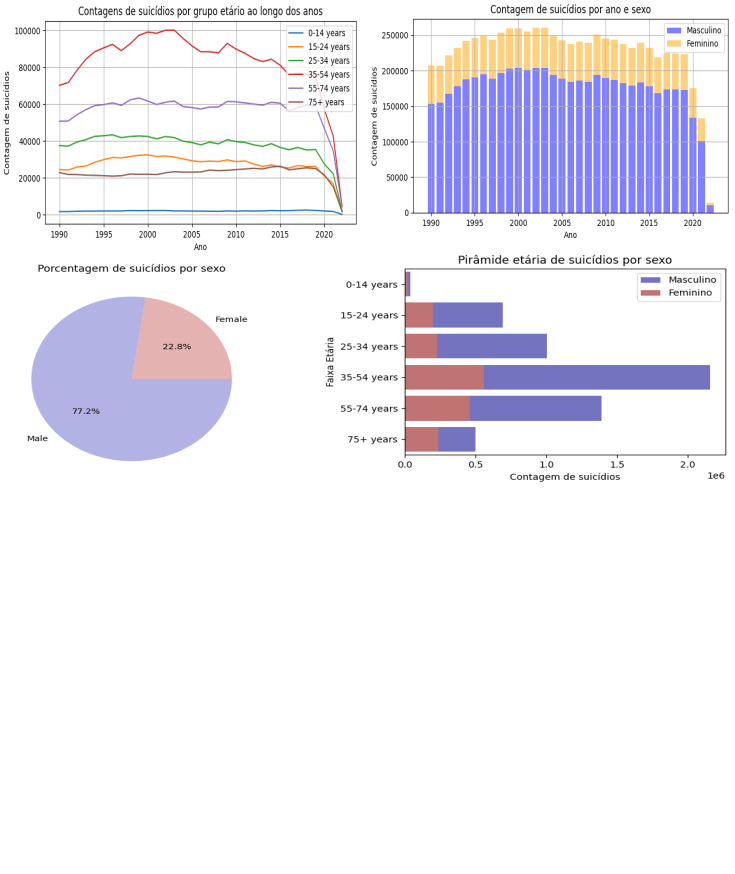 Contagens de suicídios por grupo etário ao longo dos anos
Contagem de suicídios
100000
80000
60000
40000
20000
0
0-14 years
15-24 years
25-34 years
35-54 years
55-74 years
75+ years
1990
1995
2000
2005
2010
2015
2020
Ano
Contagem de suicídios por ano e sexo
Contagem de suicídios
250000
200000
150000
100000
50000
0
Masculino
Feminino
1990
1995
2000
2005
2010
2015
2020
Ano
Porcentagem de suicídios por sexo
Female
22.8%
77.2%
Male
Pirâmide etária de suicídios por sexo
Faixa Etária
0-14 years
15-24 years
25-34 years
35-54 years
55-74 years
75+ years
Masculino
Feminino
0.0
0.5
1.0
1.5
2.0
1e6
Contagem de suicídios